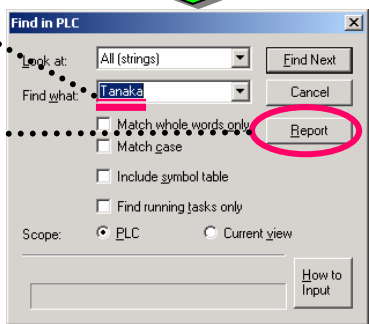 Find in PLC
Look at: All (strings) Find Next
Find what: Tanaka Cancel
Match whole words only Report
Match case
Include symbol table
Find running tasks only
Scope: PLC Current view
How to
Input